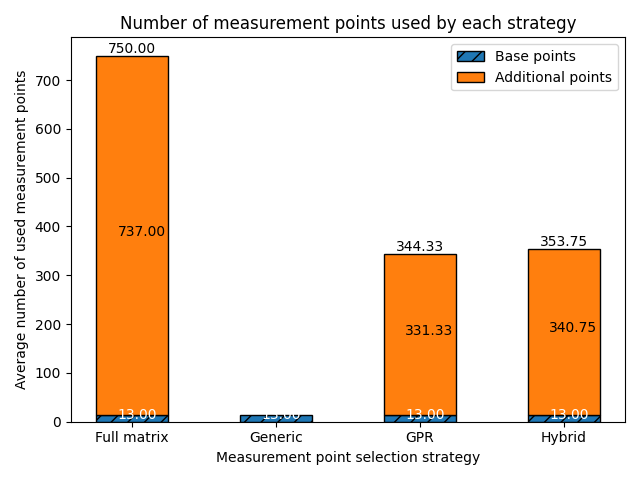 Number of measurement points used by each strategy
Average number of used measurement points
700
600
500
400
300
200
100
0
Base points
Additional points
750.00
737.00
13.00
13.00
344.33
331.33
13.00
353.75
340.75
13.00
Full matrix
Generic
GPR
Hybrid
Measurement point selection strategy